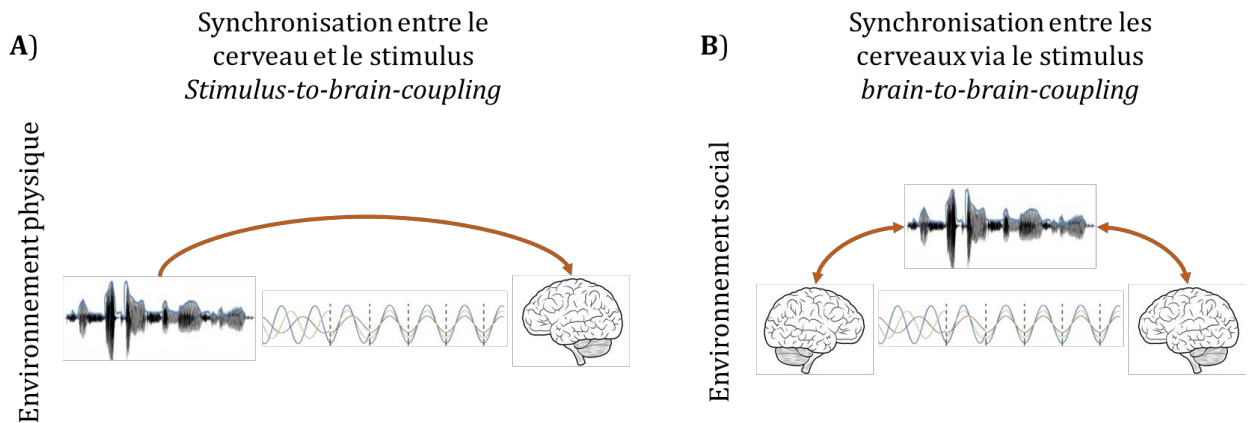 A)
Synchronisation entre le
cerveau et le stimulus
Stimulus-to-brain-coupling
Environnement physique
B)
Synchronisation entre les
cerveaux via le stimulus
brain-to-brain-coupling
Environnement social